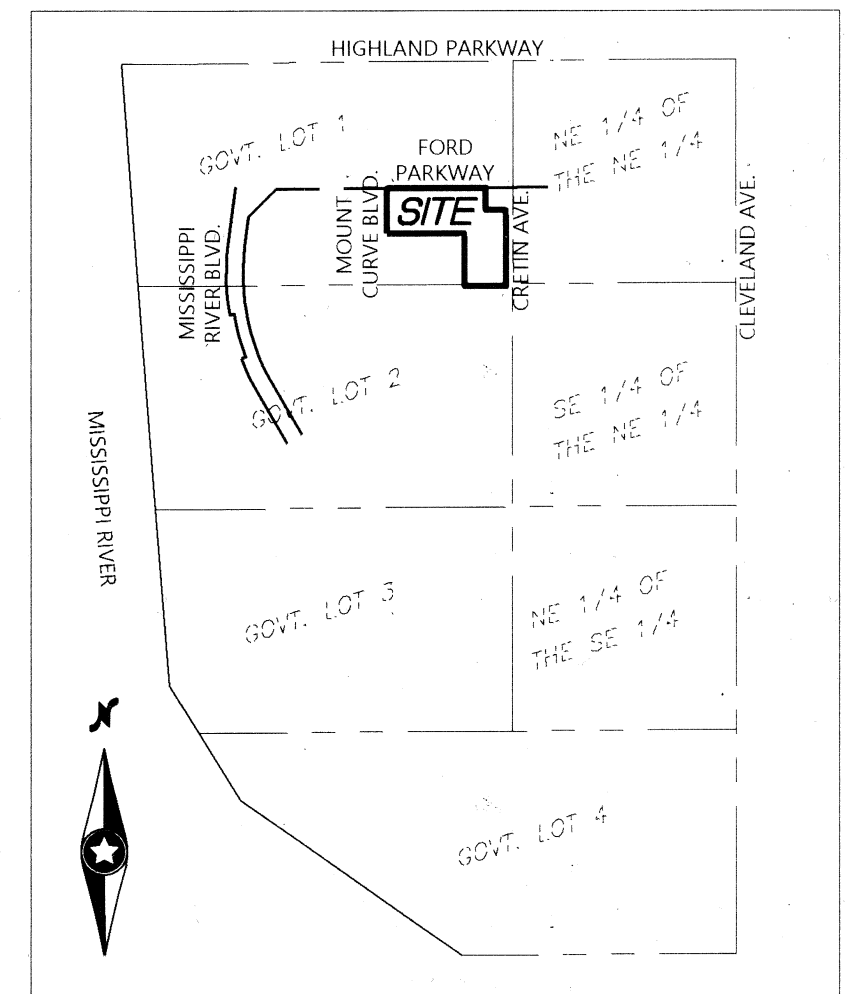 HIGHLAND PARKWAY
GOVT. LOT 1
NE 1/4 OF
THE NE 1/4
FORD
PARKWAY
SITE
MOUNT
CURVE BLVD.
CRETIN AVE.
CLEVELAND AVE.
MISSISSIPPI
RIVER BLVD.
GOVT. LOT 2
SE 1/4 OF
THE NE 1/4
MISSISSIPPI RIVER
GOVT. LOT 3
NE 1/4 OF
THE SE 1/4
N
GOVT. LOT 4